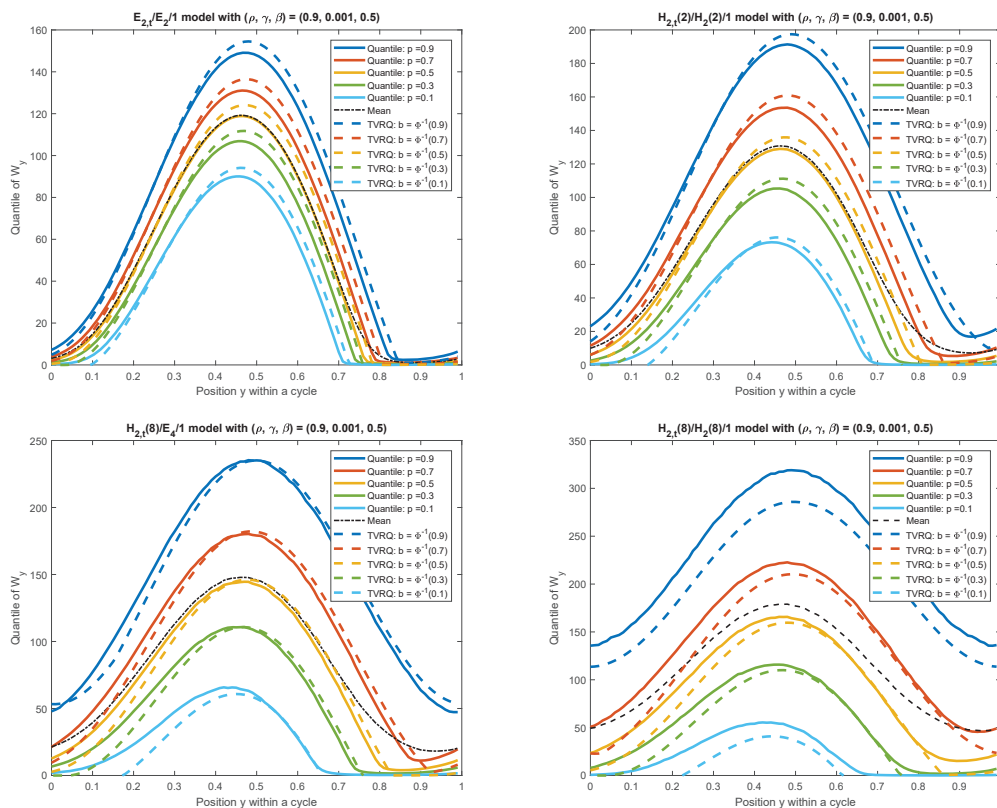 E2,t/E2/1 model with (ρ, γ, β) = (0.9, 0.001, 0.5)
160
140
120
100
80
60
40
20
0
Quantile of Wy
0 0.1 0.2 0.3 0.4 0.5 0.6 0.7 0.8 0.9 1
Position y within a cycle
Quantile: p =0.9
Quantile: p =0.7
Quantile: p =0.5
Quantile: p =0.3
Quantile: p =0.1
Mean
TVRQ: b = Φ-1(0.9)
TVRQ: b = Φ-1(0.7)
TVRQ: b = Φ-1(0.5)
TVRQ: b = Φ-1(0.3)
TVRQ: b = Φ-1(0.1)
H2,t(2)/H2(2)/1 model with (ρ, γ, β) = (0.9, 0.001, 0.5)
200
180
160
140
120
100
80
60
40
20
0
Quantile of Wy
0 0.1 0.2 0.3 0.4 0.5 0.6 0.7 0.8 0.9
Position y within a cycle
Quantile: p =0.9
Quantile: p =0.7
Quantile: p =0.5
Quantile: p =0.3
Quantile: p =0.1
Mean
TVRQ: b = Φ-1(0.9)
TVRQ: b = Φ-1(0.7)
TVRQ: b = Φ-1(0.5)
TVRQ: b = Φ-1(0.3)
TVRQ: b = Φ-1(0.1)
H2,t(8)/E4/1 model with (ρ, γ, β) = (0.9, 0.001, 0.5)
250
200
150
100
50
0
Quantile of Wy
0 0.1 0.2 0.3 0.4 0.5 0.6 0.7 0.8 0.9 1
Position y within a cycle
Quantile: p =0.9
Quantile: p =0.7
Quantile: p =0.5
Quantile: p =0.3
Quantile: p =0.1
Mean
TVRQ: b = Φ-1(0.9)
TVRQ: b = Φ-1(0.7)
TVRQ: b = Φ-1(0.5)
TVRQ: b = Φ-1(0.3)
TVRQ: b = Φ-1(0.1)
H2,t(8)/H2(8)/1 model with (ρ, γ, β) = (0.9, 0.001, 0.5)
350
300
250
200
150
100
50
0
Quantile of Wy
0 0.1 0.2 0.3 0.4 0.5 0.6 0.7 0.8 0.9
Position y within a cycle
Quantile: p =0.9
Quantile: p =0.7
Quantile: p =0.5
Quantile: p =0.3
Quantile: p =0.1
Mean
TVRQ: b = Φ-1(0.9)
TVRQ: b = Φ-1(0.7)
TVRQ: b = Φ-1(0.5)
TVRQ: b = Φ-1(0.3)
TVRQ: b = Φ-1(0.1)